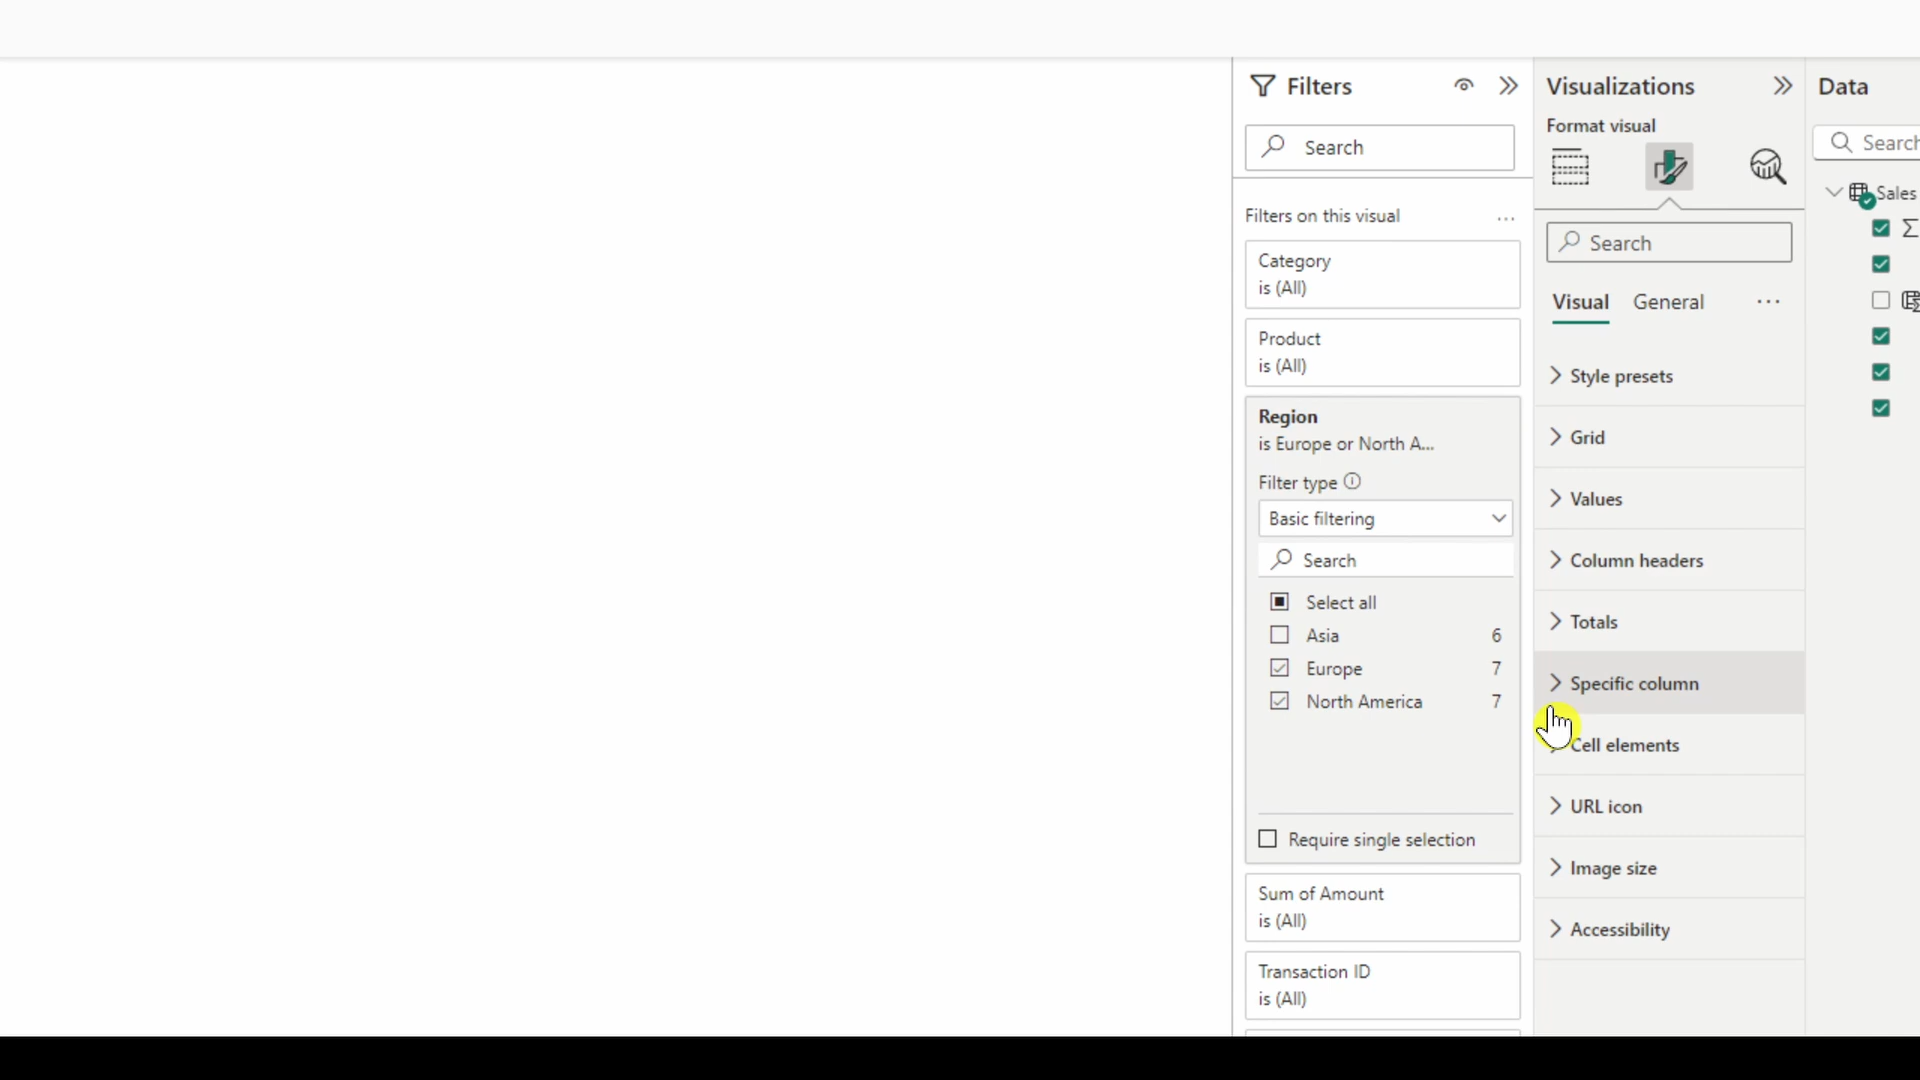 Filters
Search
Filters on this visual
...
Category
is (All)
Product
is (All)
Region
is Europe or North A...
Filter type
Basic filtering
Search
Select all
Asia 6
Europe 7
North America 7
Require single selection
Sum of Amount
is (All)
Transaction ID
is (All)
Visualizations
Format visual
Search
Visual General ...
Style presets
Grid
Values
Column headers
Totals
Specific column
Cell elements
URL icon
Image size
Accessibility
Data
Search
Sales